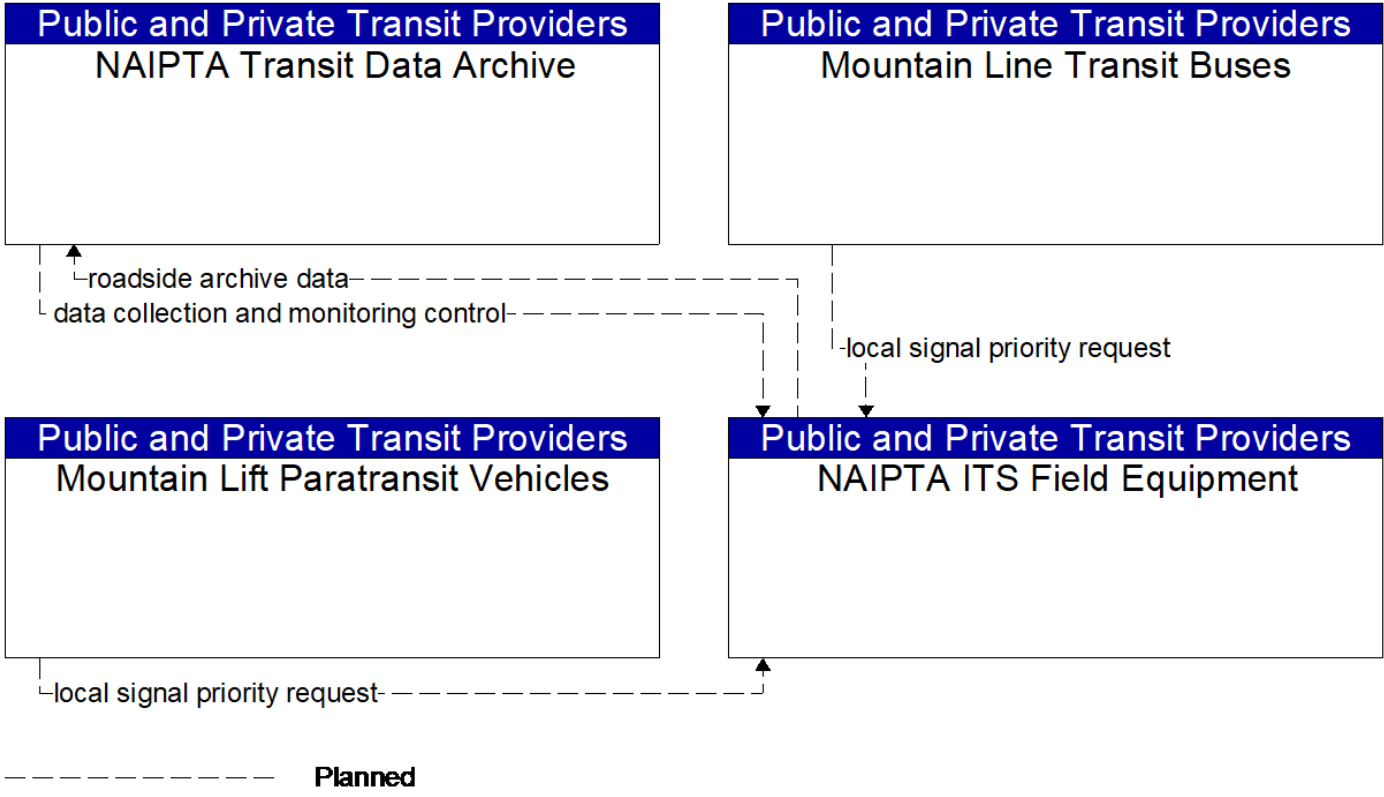 Public and Private Transit Providers
NAIPTA Transit Data Archive
Public and Private Transit Providers
Mountain Line Transit Buses
roadside archive data
data collection and monitoring control
local signal priority request
Public and Private Transit Providers
Mountain Lift Paratransit Vehicles
Public and Private Transit Providers
NAIPTA ITS Field Equipment
local signal priority request
Planned